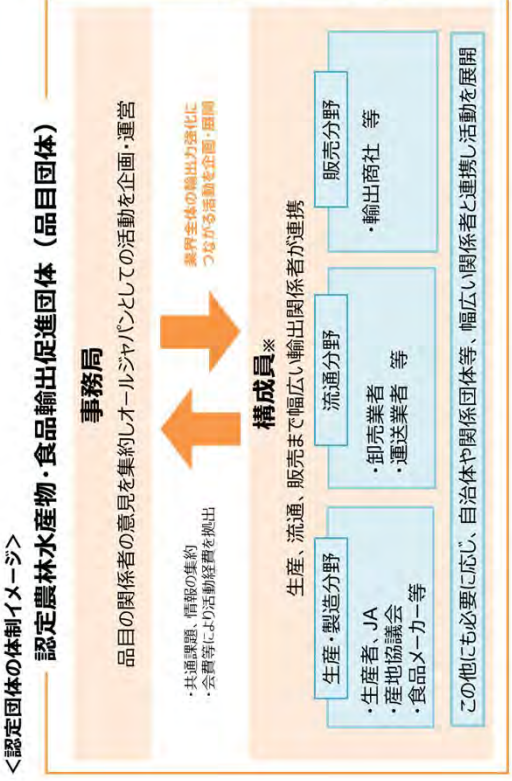 ＜認定団体の体制イメージ＞
認定農林水産物・食品輸出促進団体（品目団体）
事務局
品目の関係者の意見を集約しオールジャパンとしての活動を企画・運営
・共通課題、情報の集約
・会費等により活動経費を拠出
業界全体の輸出力強化に
つながる活動を企画・展開
構成員※
生産、流通、販売まで幅広い輸出関係者が連携
生産・製造分野
・生産者、JA
・産地協議会
・食品メーカー等
流通分野
・卸売業者
・運送業者　等
販売分野
・輸出商社　等
この他にも必要に応じ、自治体や関係団体等、幅広い関係者と連携し活動を展開